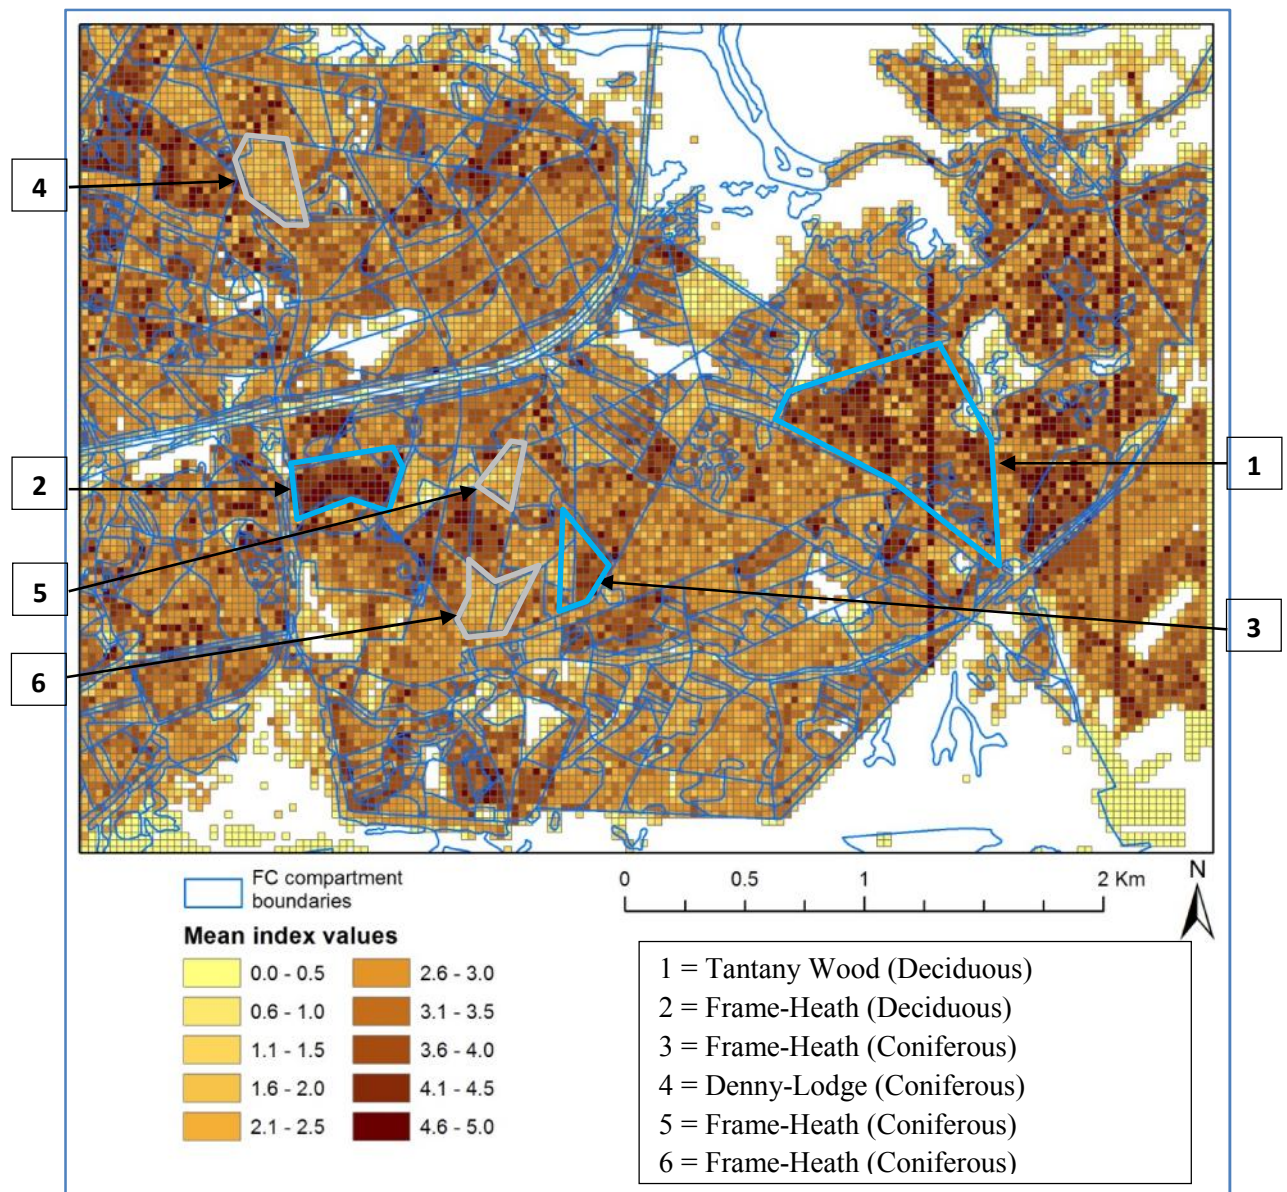 4
2
1
5
3
6
FC compartment
boundaries
0 0.5 1 2 Km
N
Mean index values
0.0 - 0.5 2.6 - 3.0
0.6 - 1.0 3.1 - 3.5
1.1 - 1.5 3.6 - 4.0
1.6 - 2.0 4.1 - 4.5
2.1 - 2.5 4.6 - 5.0
1 = Tantany Wood (Deciduous)
2 = Frame-Heath (Deciduous)
3 = Frame-Heath (Coniferous)
4 = Denny-Lodge (Coniferous)
5 = Frame-Heath (Coniferous)
6 = Frame-Heath (Coniferous)